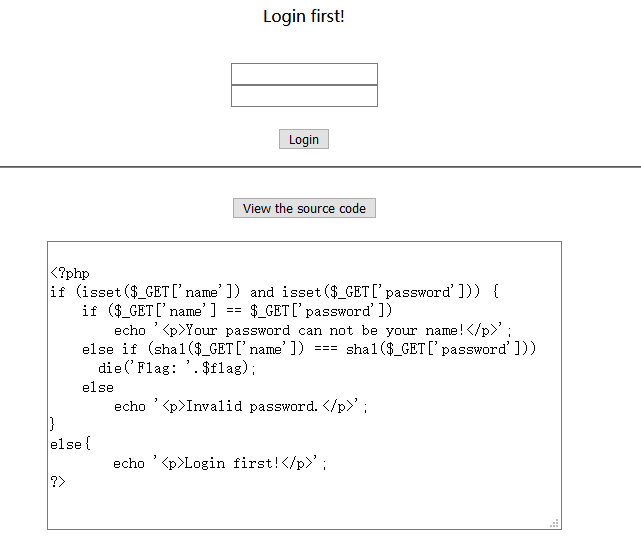 Login first!
Login
View the source code
<?php
if (isset($_GET['name']) and isset($_GET['password'])) {
    if ($_GET['name'] == $_GET['password'])
        echo '<p>Your password can not be your name!</p>';
    else if (sha1($_GET['name']) === sha1($_GET['password']))
      die('Flag: '.$flag);
    else
        echo '<p>Invalid password.</p>';
}
else{
        echo '<p>Login first!</p>';
?>